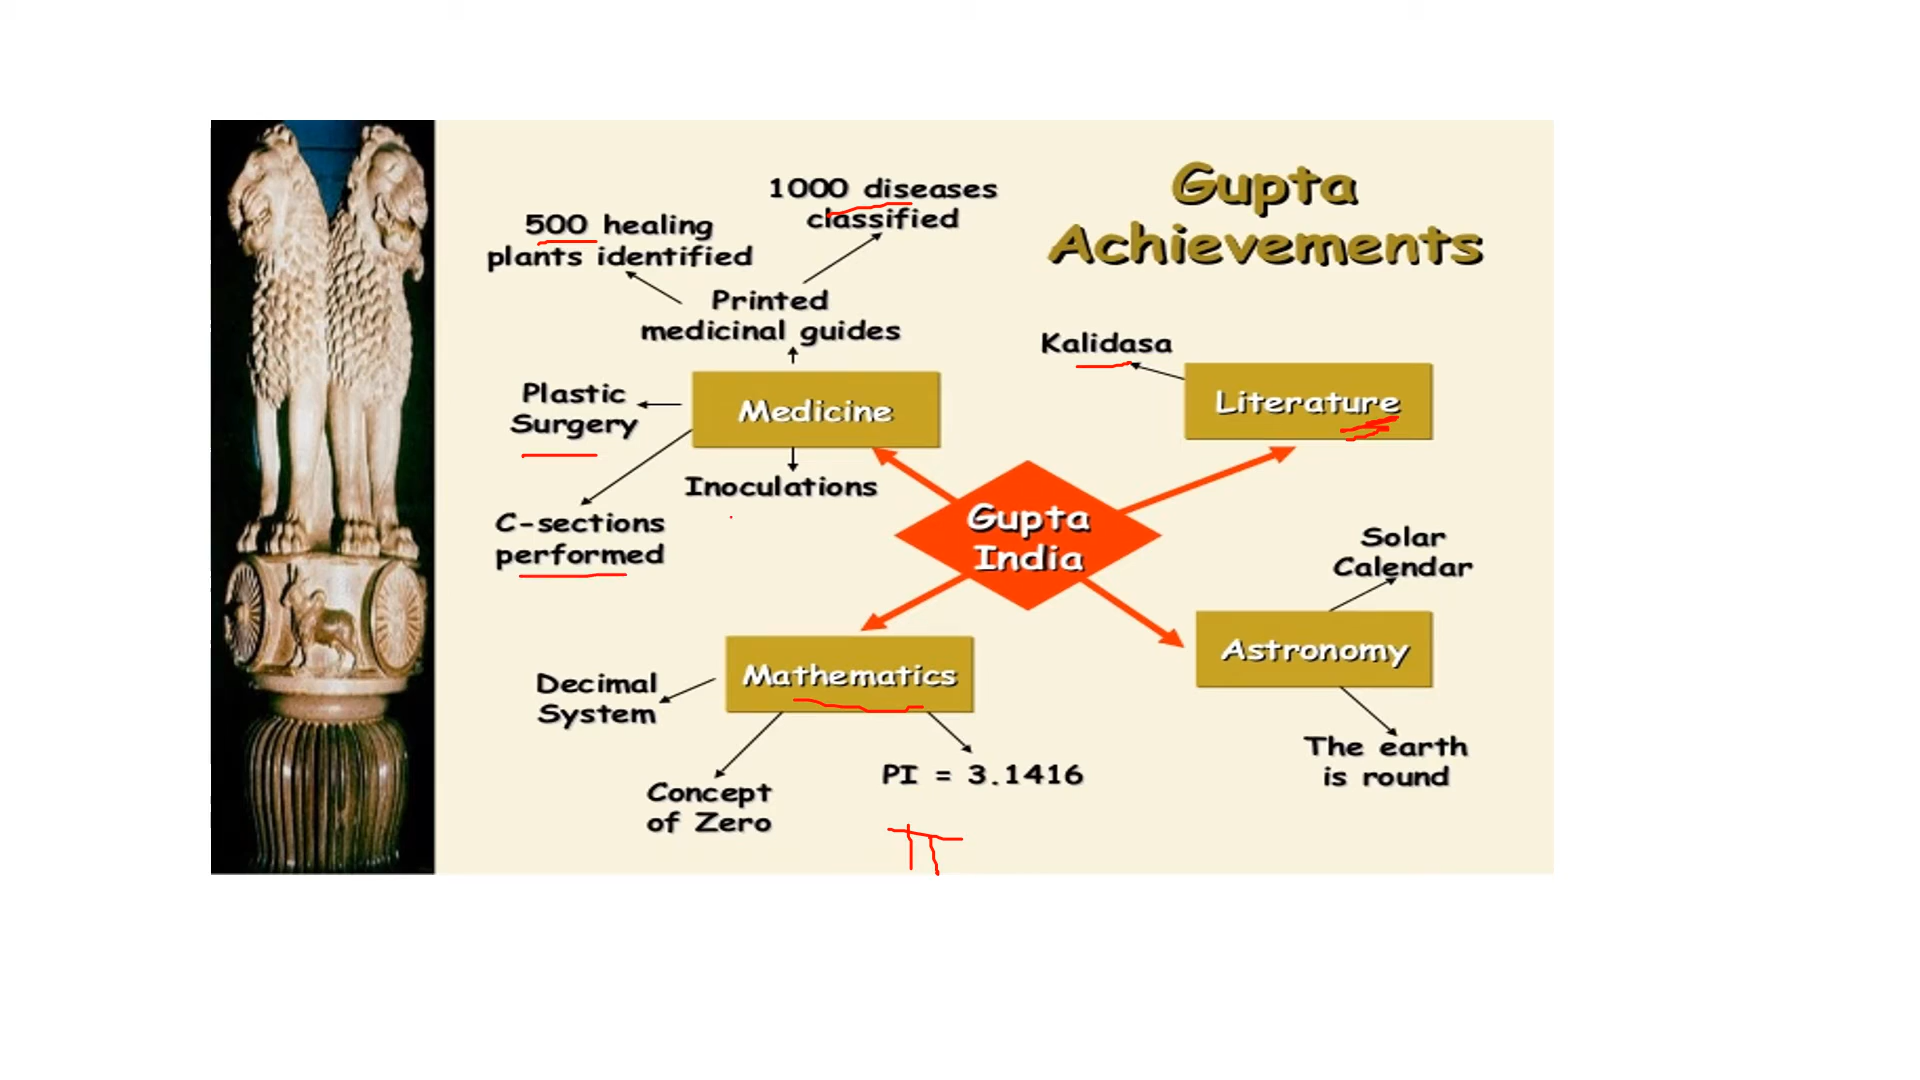 Gupta
Achievements
1000 diseases
classified
500 healing
plants identified
Printed
medicinal guides
Kalidasa
Literature
Plastic
Surgery
Medicine
Inoculations
C-sections
performed
Gupta
India
Solar
Calendar
Astronomy
The earth
is round
Mathematics
Decimal
System
PI = 3.1416
Concept
of Zero
π